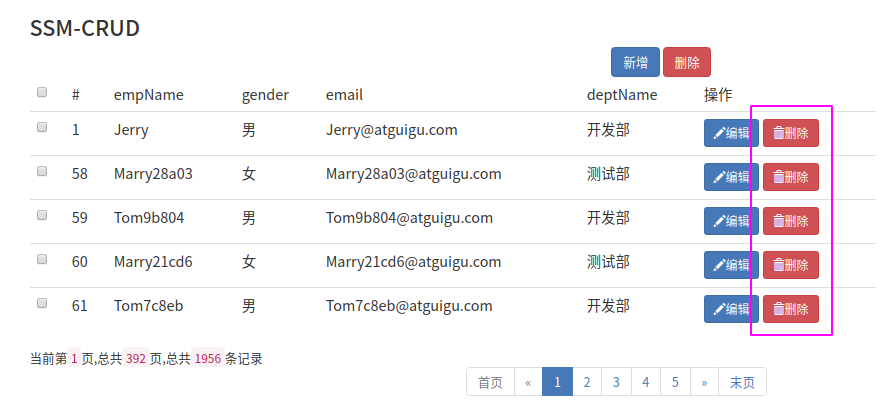 SSM-CRUD
新增 删除
# empName gender email deptName 操作
1 Jerry 男 Jerry@atguigu.com 开发部 编辑 删除
58 Marry28a03 女 Marry28a03@atguigu.com 测试部 编辑 删除
59 Tom9b804 男 Tom9b804@atguigu.com 开发部 编辑 删除
60 Marry21cd6 女 Marry21cd6@atguigu.com 测试部 编辑 删除
61 Tom7c8eb 男 Tom7c8eb@atguigu.com 开发部 编辑 删除
当前第 1 页,总共 392 页,总共 1956 条记录
首页 « 1 2 3 4 5 » 末页